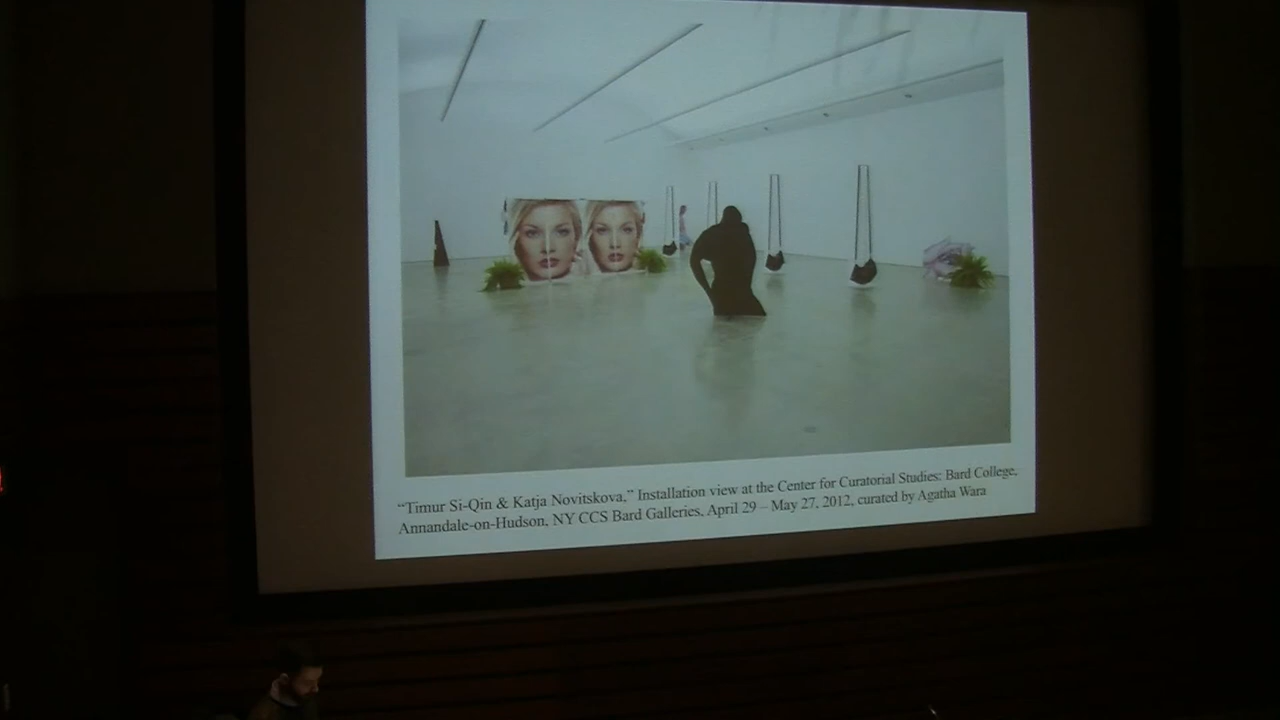 “Timur Si-Qin & Katja Novitskova,” Installation view at the Center for Curatorial Studies: Bard College,
Annandale-on-Hudson, NY CCS Bard Galleries, April 29 – May 27, 2012, curated by Agatha Wara